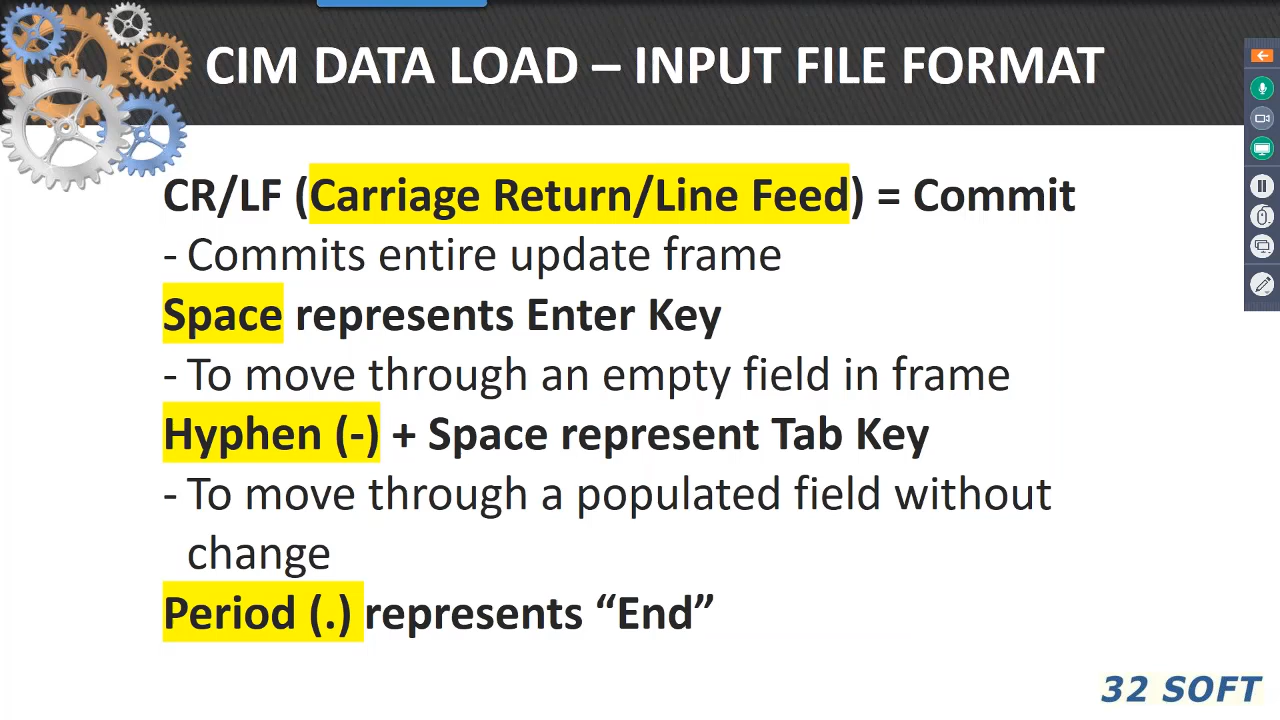 CIM DATA LOAD – INPUT FILE FORMAT
CR/LF (Carriage Return/Line Feed) = Commit
- Commits entire update frame
Space represents Enter Key
- To move through an empty field in frame
Hyphen (-) + Space represent Tab Key
- To move through a populated field without
change
Period (.) represents “End”
32 SOFT